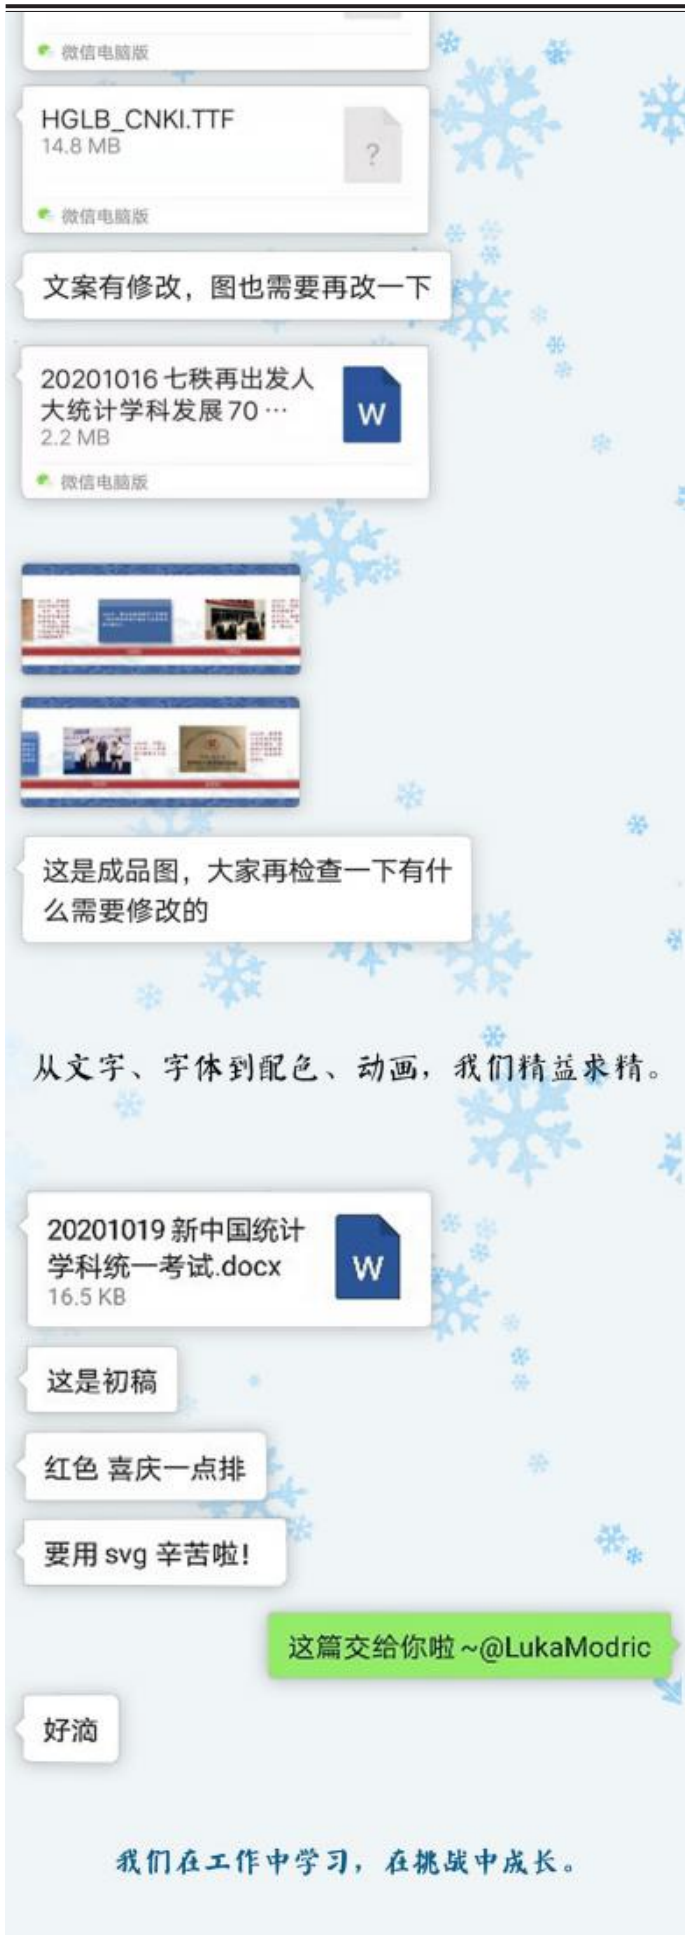 微信电脑版
HGLB_CNKI.TTF
14.8 MB
?
微信电脑版
文案有修改，图也需要再改一下
20201016 七秩再出发人
大统计学科发展 70 …
W
2.2 MB
微信电脑版
这是成品图，大家再检查一下有什
么需要修改的
从文字、字体到配色、动画，我们精益求精。
20201019 新中国统计
学科统一考试.docx
W
16.5 KB
这是初稿
红色 喜庆一点排
要用 svg 辛苦啦！
这篇交给你啦 ~@LukaModric
好滴
我们在工作中学习，在挑战中成长。